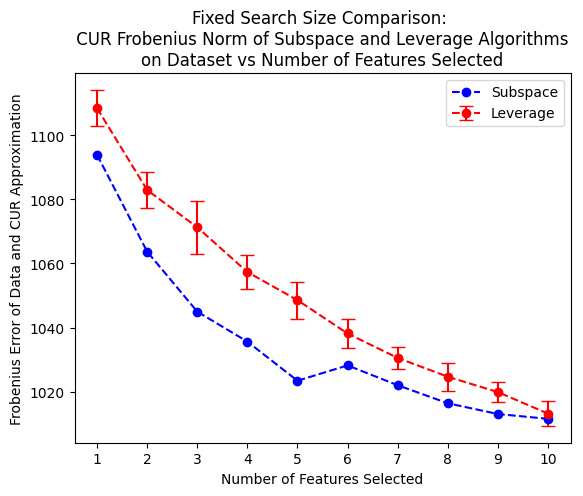 Fixed Search Size Comparison:
CUR Frobenius Norm of Subspace and Leverage Algorithms
on Dataset vs Number of Features Selected
Frobenius Error of Data and CUR Approximation
1100
1080
1060
1040
1020
Subspace
Leverage
1 2 3 4 5 6 7 8 9 10
Number of Features Selected